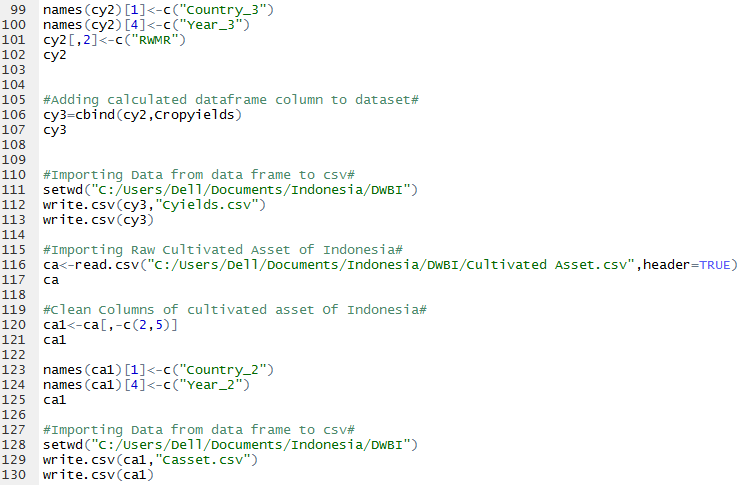 99 names(cy2)[1]<-c("Country_3")
100 names(cy2)[4]<-c("Year_3")
101 cy2[,2]<-c("RWMR")
102 cy2
103
104
105 #Adding calculated dataframe column to dataset#
106 cy3=cbind(cy2,Cropyields)
107 cy3
108
109
110 #Importing Data from data frame to csv#
111 setwd("C:/Users/Dell/Documents/Indonesia/DWBI")
112 write.csv(cy3,"Cyields.csv")
113 write.csv(cy3)
114
115 #Importing Raw Cultivated Asset of Indonesia#
116 ca<-read.csv("C:/Users/Dell/Documents/Indonesia/DWBI/Cultivated Asset.csv",header=TRUE)
117 ca
118
119 #Clean Columns of cultivated asset Of Indonesia#
120 ca1<-ca[,-c(2,5)]
121 ca1
122
123 names(ca1)[1]<-c("Country_2")
124 names(ca1)[4]<-c("Year_2")
125 ca1
126
127 #Importing Data from data frame to csv#
128 setwd("C:/Users/Dell/Documents/Indonesia/DWBI")
129 write.csv(ca1,"Casset.csv")
130 write.csv(ca1)